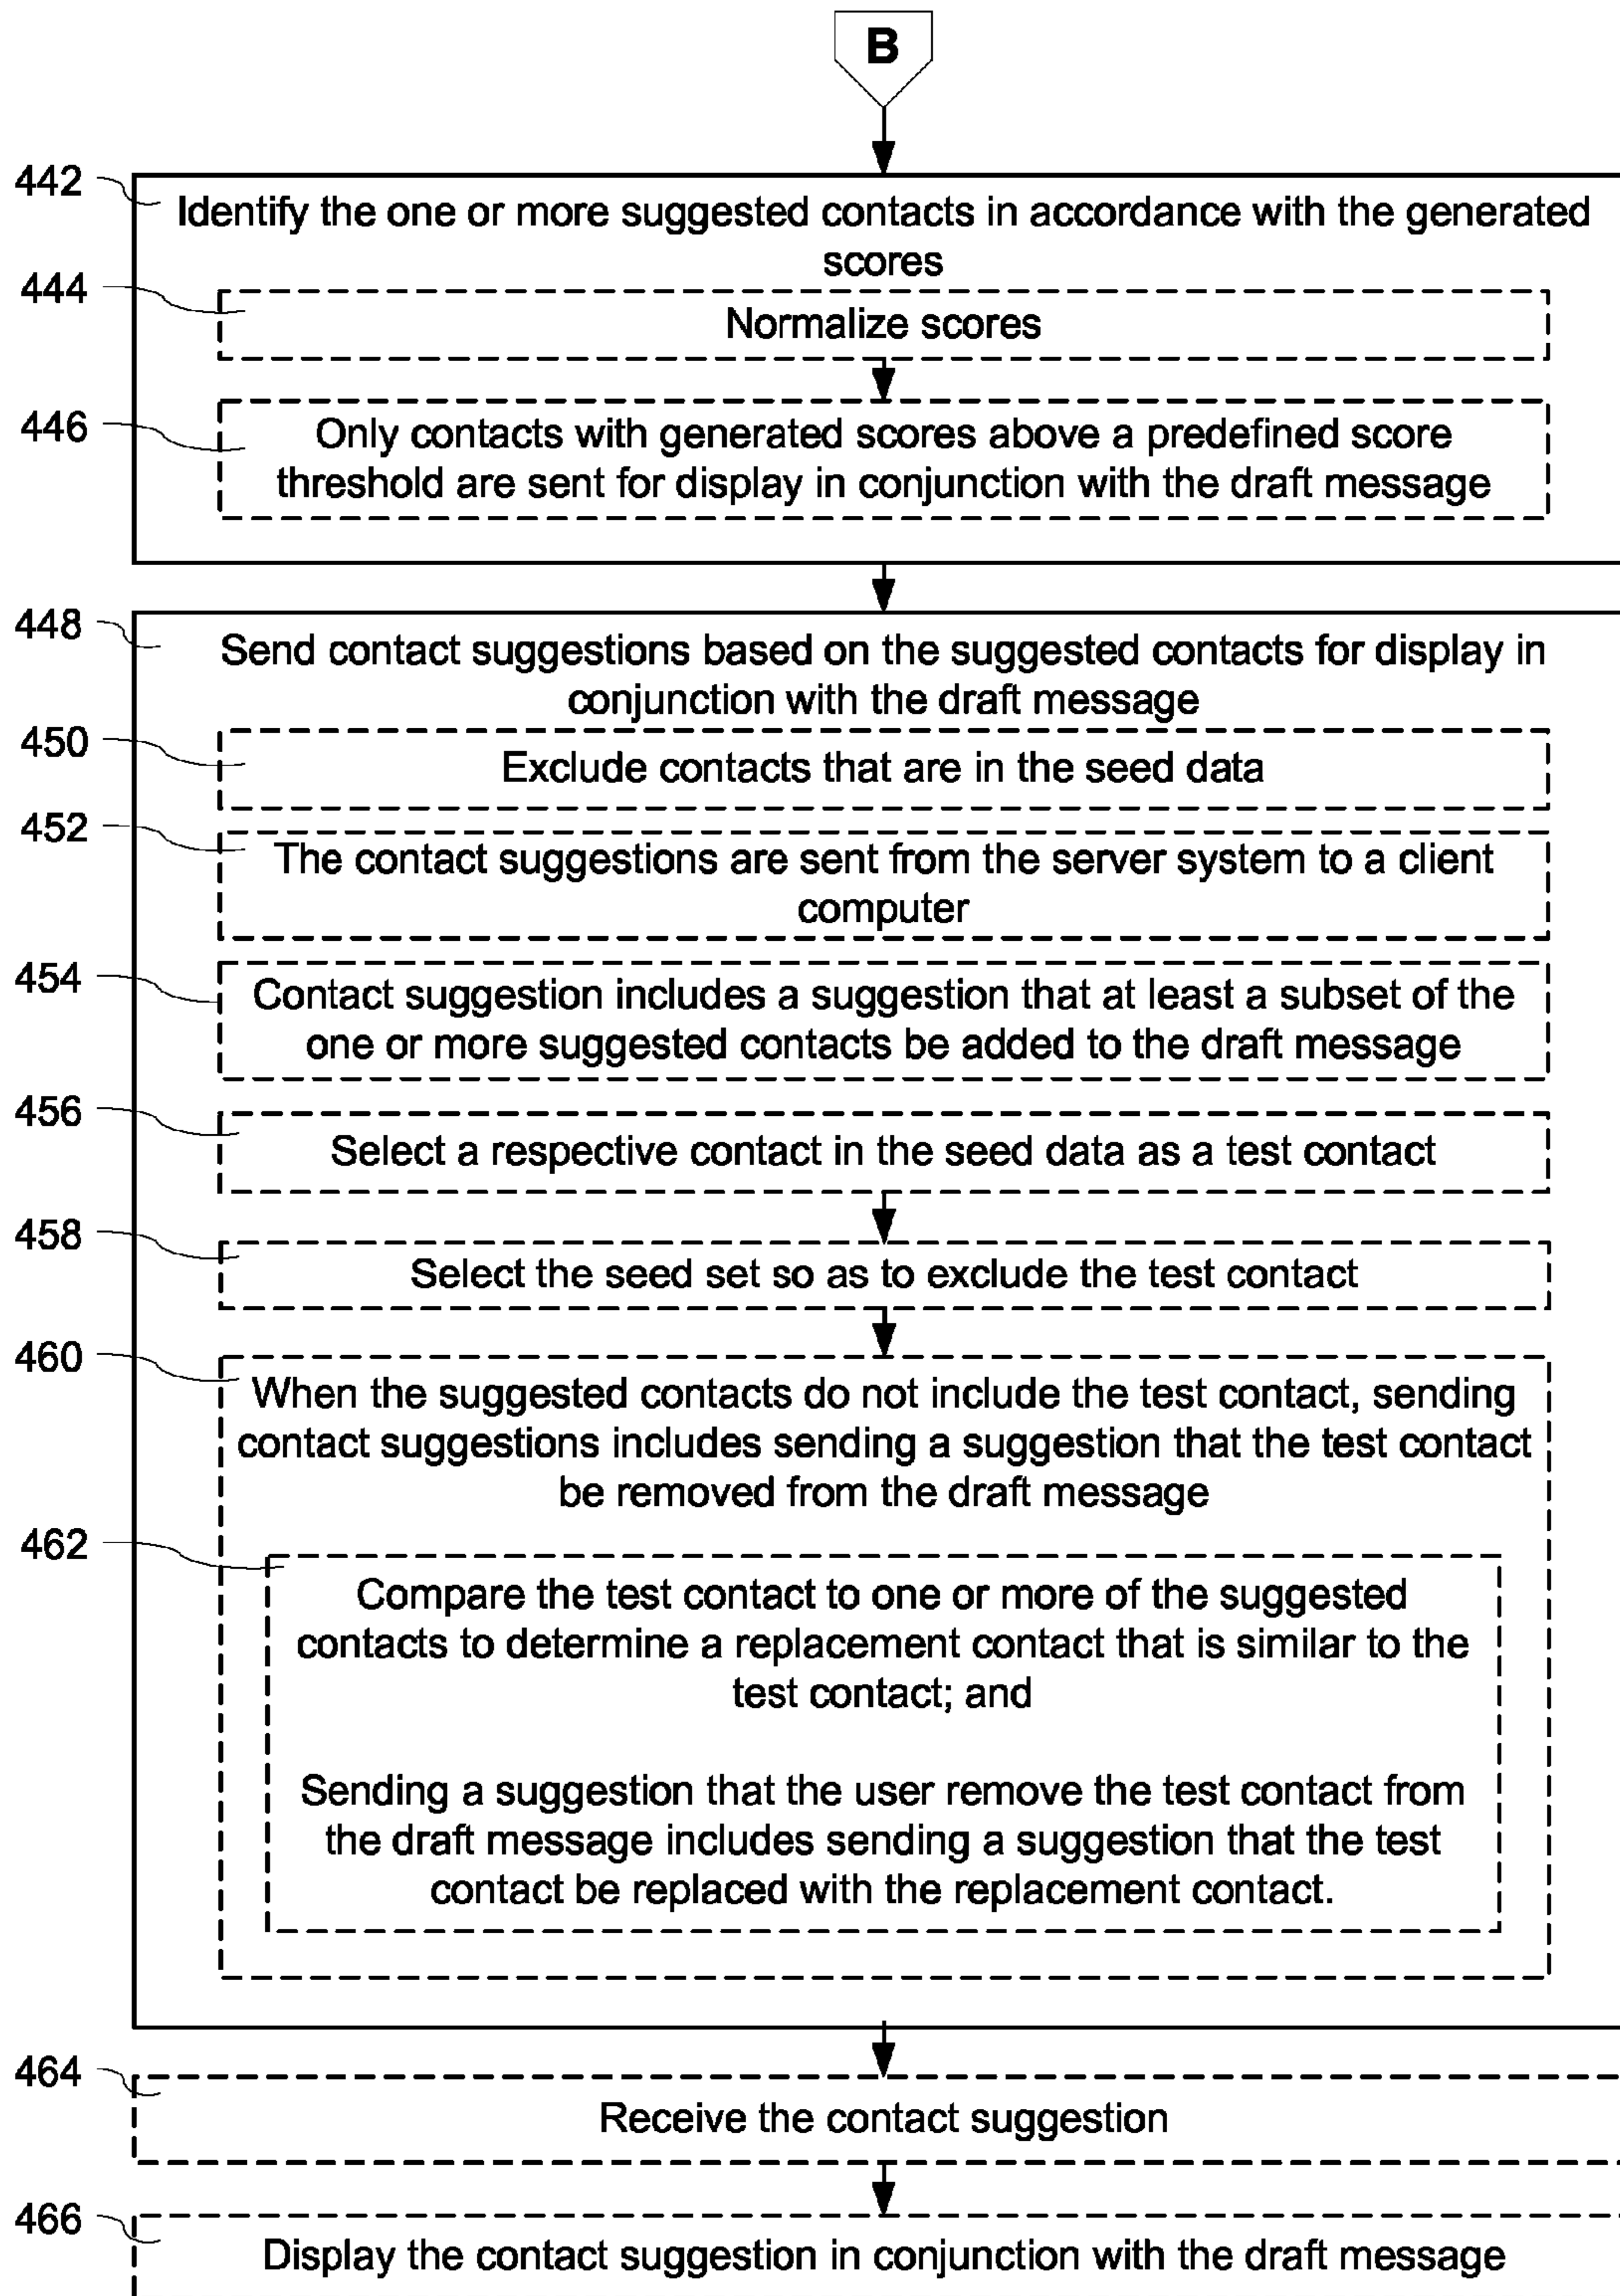 B
442
Identify the one or more suggested contacts in accordance with the generated
scores
444
Normalize scores
446
Only contacts with generated scores above a predefined score
threshold are sent for display in conjunction with the draft message
448
Send contact suggestions based on the suggested contacts for display in
conjunction with the draft message
450
Exclude contacts that are in the seed data
452
The contact suggestions are sent from the server system to a client
computer
454
Contact suggestion includes a suggestion that at least a subset of the
one or more suggested contacts be added to the draft message
456
Select a respective contact in the seed data as a test contact
458
Select the seed set so as to exclude the test contact
460
When the suggested contacts do not include the test contact, sending
contact suggestions includes sending a suggestion that the test contact
be removed from the draft message
462
Compare the test contact to one or more of the suggested
contacts to determine a replacement contact that is similar to the
test contact; and
Sending a suggestion that the user remove the test contact from
the draft message includes sending a suggestion that the test
contact be replaced with the replacement contact.
464
Receive the contact suggestion
466
Display the contact suggestion in conjunction with the draft message